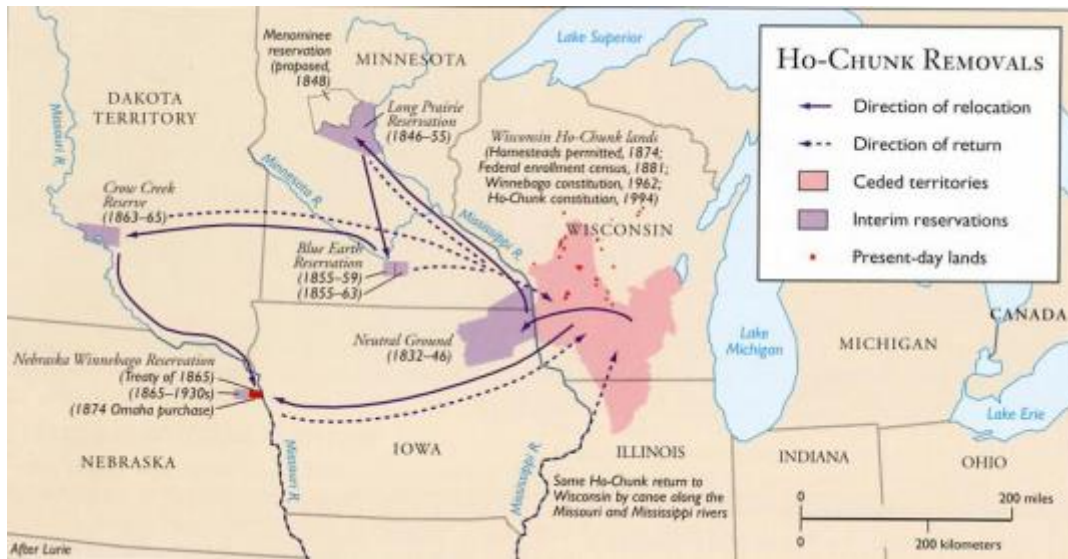 Lake Superior
Menominee
reservation
(proposed,
1848)
MINNESOTA
HO-CHUNK REMOVALS
Direction of relocation
Direction of return
Ceded territories
Interim reservations
Present-day lands
DAKOTA
TERRITORY
Missouri R.
Long Prairie
Reservation
(1846–55)
Wisconsin Ho-Chunk lands
(Homesteads permitted, 1874;
Federal enrollment census, 1881;
Winnebago constitution, 1962;
Ho-Chunk constitution, 1994)
Minnesota R.
Mississippi R.
Crow Creek
Reserve
(1863–65)
WISCONSIN
Blue Earth
Reservation
(1855–59)
(1855–63)
CANADA
Neutral Ground
(1832–46)
Lake
Michigan
MICHIGAN
Nebraska Winnebago Reservation
(Treaty of 1865)
(1865–1930s)
(1874 Omaha purchase)
Lake Erie
NEBRASKA
Missouri R.
IOWA
Mississippi R.
ILLINOIS
INDIANA
OHIO
Some Ho-Chunk return to
Wisconsin by canoe along the
Missouri and Mississippi rivers
0
200 miles
0
200 kilometers
After Lurie